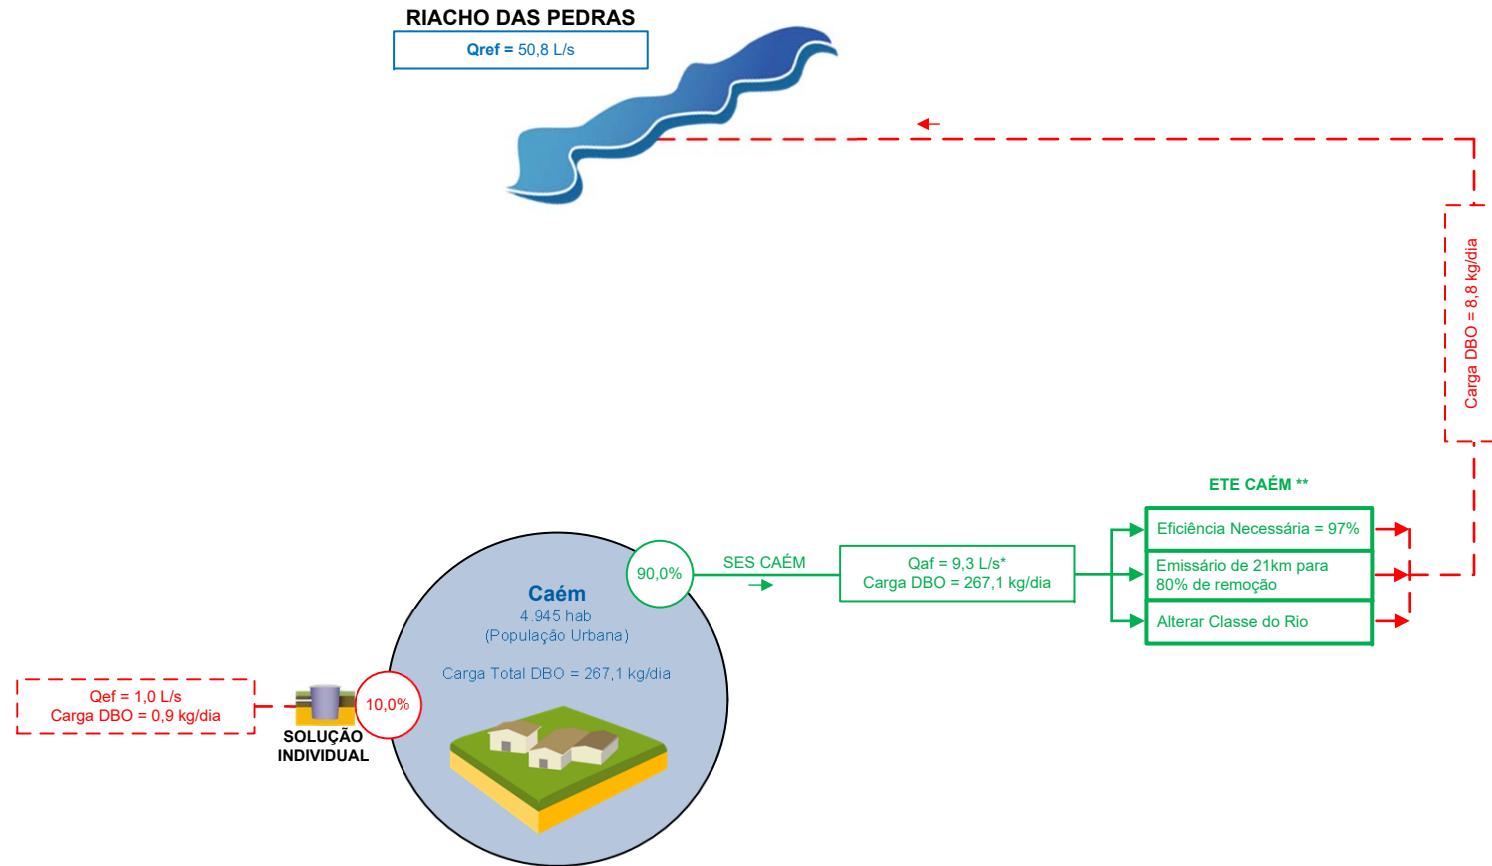 RIACHO DAS PEDRAS
Qref = 50,8 L/s
Carga DBO = 8,8 kg/dia
ETE CAÉM **
Eficiência Necessária = 97%
Emissário de 21km para
80% de remoção
Alterar Classe do Rio
90,0%
SES CAÉM
Qaf = 9,3 L/s*
Carga DBO = 267,1 kg/dia
Caém
4.945 hab
(População Urbana)
Carga Total DBO = 267,1 kg/dia
10,0%
Qef = 1,0 L/s
Carga DBO = 0,9 kg/dia
SOLUÇÃO
INDIVIDUAL